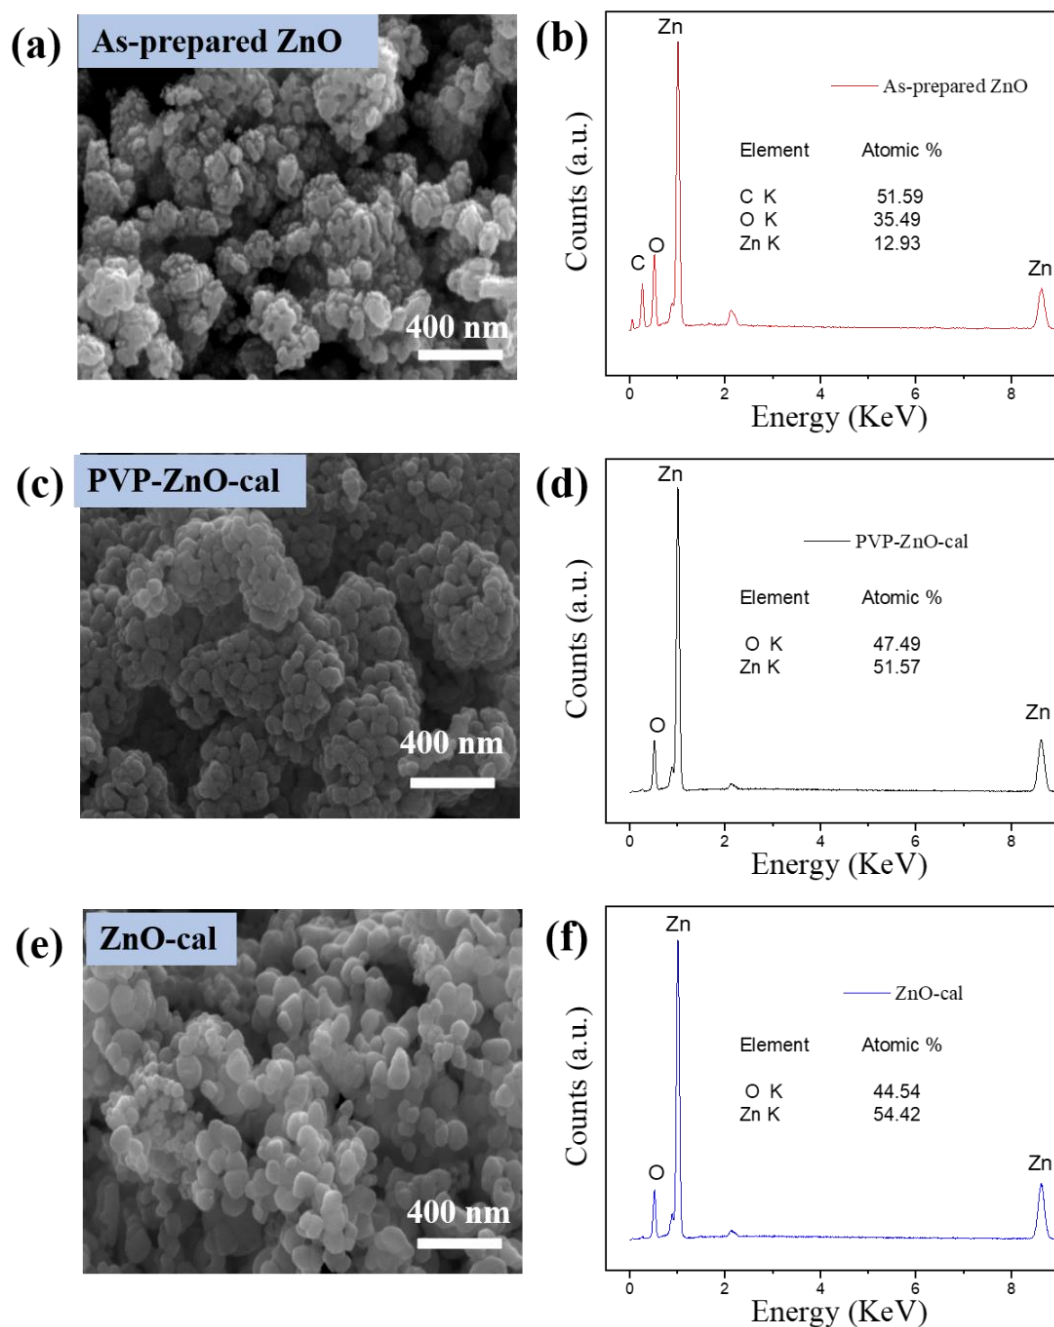 (a)
As-prepared ZnO
400 nm
(b)
Zn
As-prepared ZnO
Element Atomic %
C K 51.59
O K 35.49
Zn K 12.93
C
O
Zn
Counts (a.u.)
0 2 4 6 8
Energy (KeV)
(c)
PVP-ZnO-cal
400 nm
(d)
Zn
PVP-ZnO-cal
Element Atomic %
O K 47.49
Zn K 51.57
O
Zn
Counts (a.u.)
0 2 4 6 8
Energy (KeV)
(e)
ZnO-cal
400 nm
(f)
Zn
ZnO-cal
Element Atomic %
O K 44.54
Zn K 54.42
O
Zn
Counts (a.u.)
0 2 4 6 8
Energy (KeV)